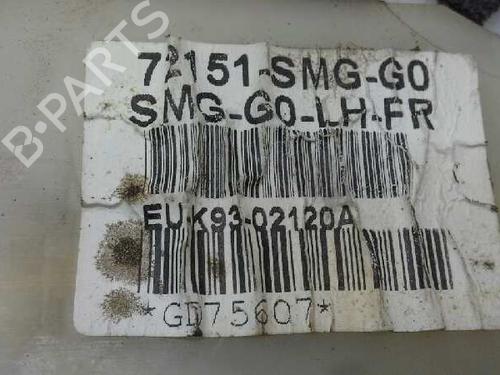 72151-SMG-G0
SMG-G0-LH-FR
EU-K93-02120A
*GD75607*
B-PARTS